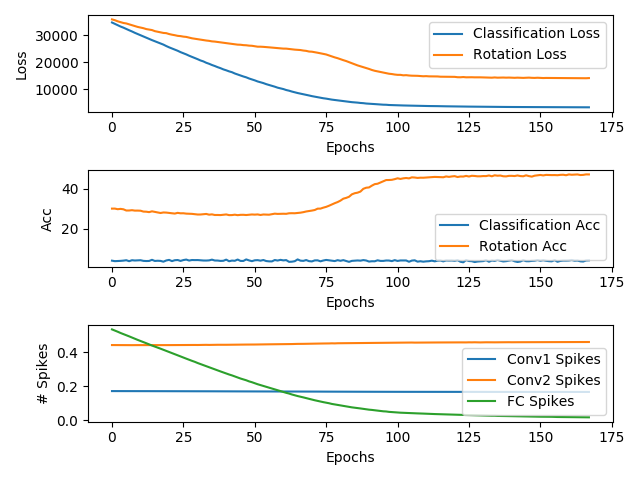 30000
20000
10000
Loss
Classification Loss
Rotation Loss
0 25 50 75 100 125 150 175
Epochs
40
20
Acc
Classification Acc
Rotation Acc
0 25 50 75 100 125 150 175
Epochs
0.4
0.2
0.0
# Spikes
Conv1 Spikes
Conv2 Spikes
FC Spikes
0 25 50 75 100 125 150 175
Epochs